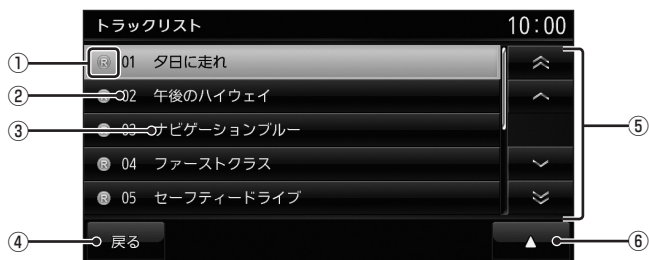 トラックリスト 10:00
① Ⓡ 01 夕日に走れ
② Ⓡ 02 午後のハイウェイ
③ Ⓡ 03 ナビゲーションブルー ⑤
Ⓡ 04 ファーストクラス
Ⓡ 05 セーフティードライブ
④ 戻る ▲ ⑥